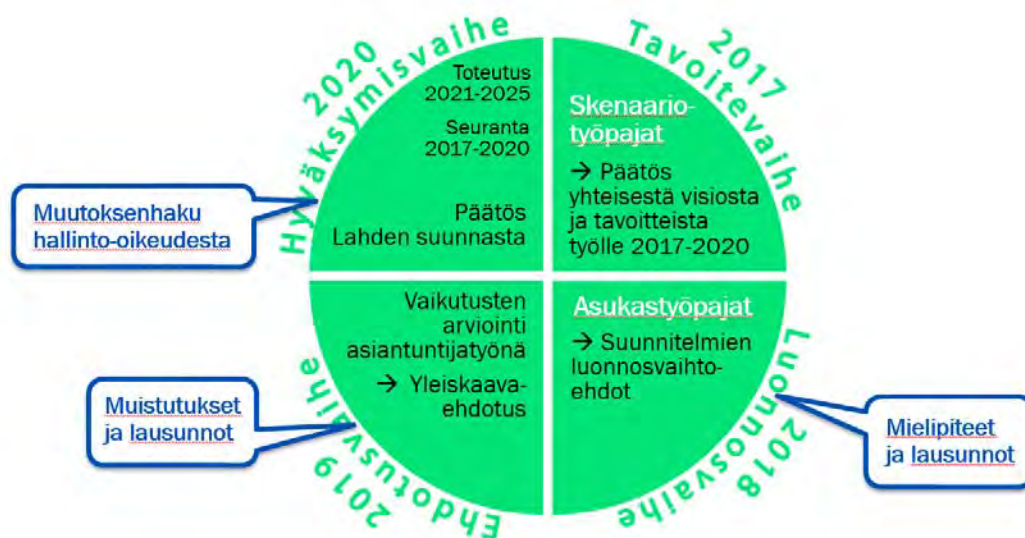 2017
Tavoitevaihe
Skenaario-
työpajat
→ Päätös
yhteisestä visiosta
ja tavoitteista
työlle 2017-2020
2018
Luonnosvaihe
Asukastyöpajat
→ Suunnitelmien
luonnosvaihto-
ehdot
Mielipiteet
ja lausunnot
2019
Ehdotusvaihe
Vaikutusten
arviointi
asiantuntijatyönä
→ Yleiskaava-
ehdotus
Muistutukset
ja lausunnot
2020
Hyväksymisvaihe
Toteutus
2021-2025
Seuranta
2017-2020
Päätös
Lahden suunnasta
Muutoksenhaku
hallinto-oikeudesta